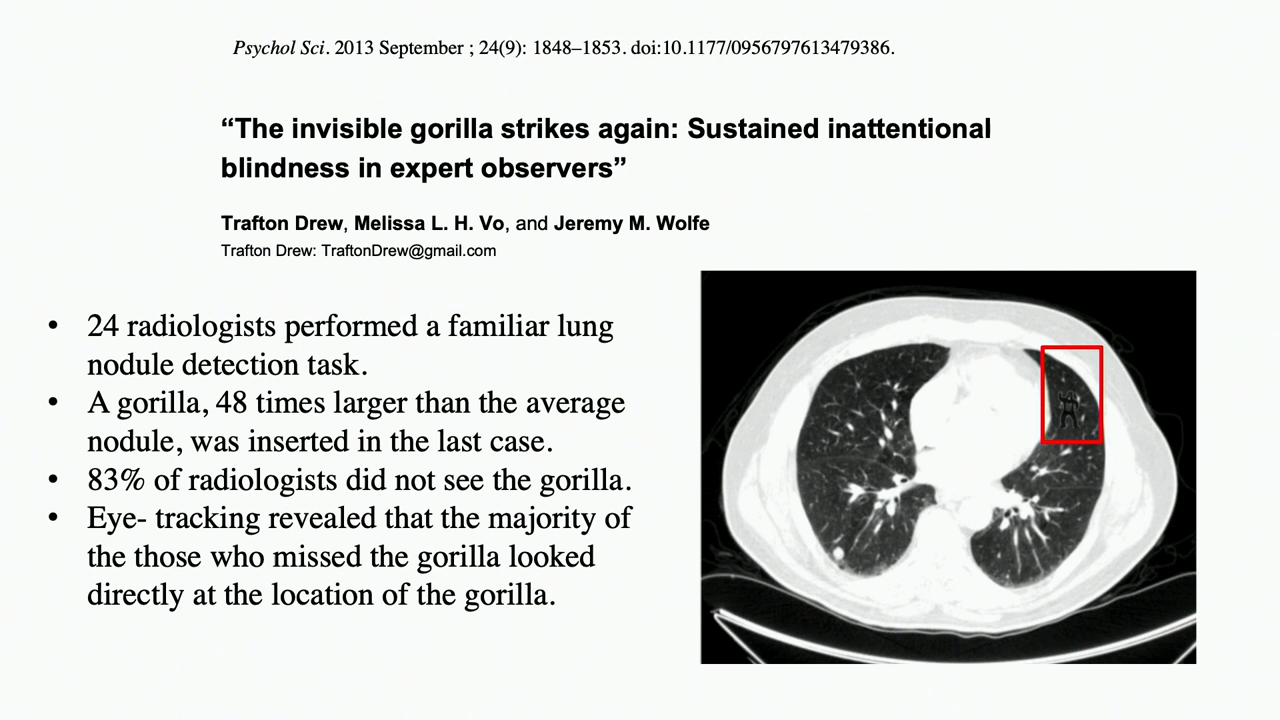 Psychol Sci. 2013 September ; 24(9): 1848–1853. doi:10.1177/0956797613479386.
“The invisible gorilla strikes again: Sustained inattentional
blindness in expert observers”
Trafton Drew, Melissa L. H. Vo, and Jeremy M. Wolfe
Trafton Drew: TraftonDrew@gmail.com
• 24 radiologists performed a familiar lung
nodule detection task.
• A gorilla, 48 times larger than the average
nodule, was inserted in the last case.
• 83% of radiologists did not see the gorilla.
• Eye- tracking revealed that the majority of
the those who missed the gorilla looked
directly at the location of the gorilla.